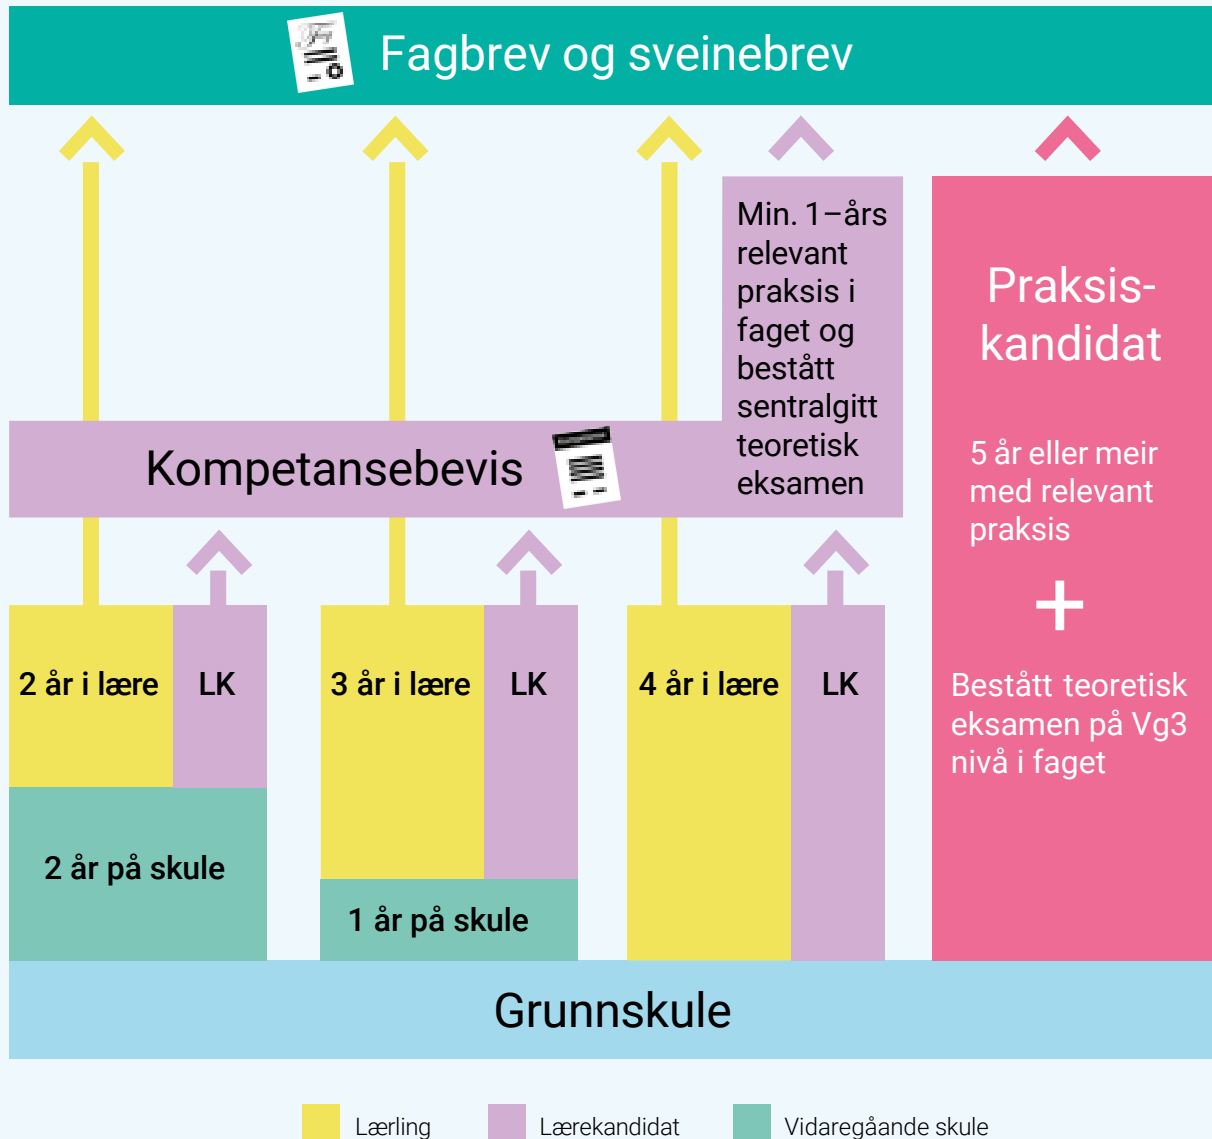 Fagbrev og sveinebrev
Min. 1–års
relevant
praksis i
faget og
bestått
sentralgitt
teoretisk
eksamen
Praksis-
kandidat
5 år eller meir
med relevant
praksis
+
Bestått teoretisk
eksamen på Vg3
nivå i faget
Kompetansebevis
2 år i lære
LK
3 år i lære
LK
4 år i lære
LK
2 år på skule
1 år på skule
Grunnskule
Lærling
Lærekandidat
Vidaregåande skule